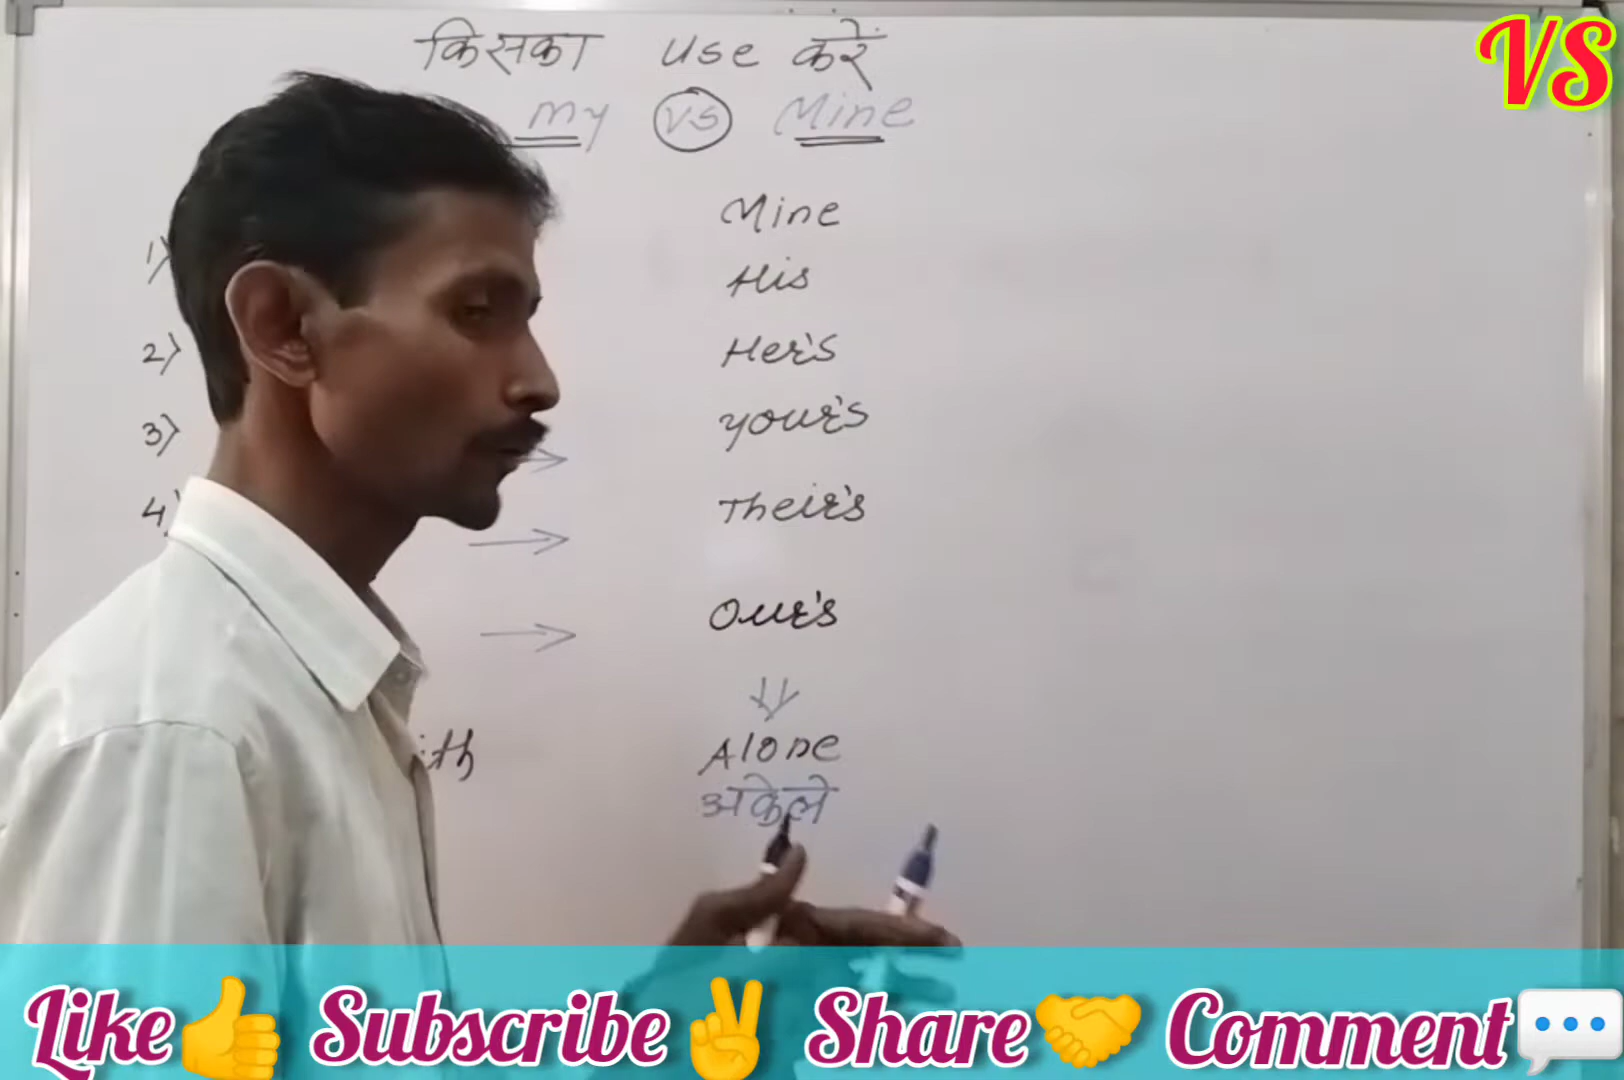 किसका use करें
VS
my VS Mine
Mine
1)
His
2) Her's
3) Your's
4) Their's
Our's
Alone
अकेले
Like👍 Subscribe✌️ Share🤝 Comment💬